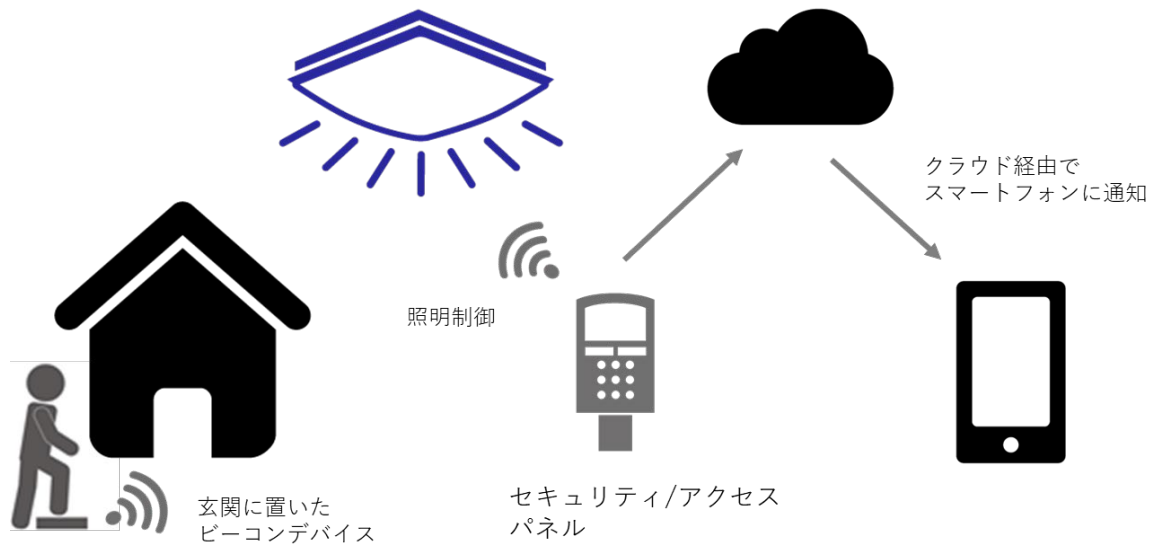 クラウド経由で
スマートフォンに通知
照明制御
玄関に置いた
ビーコンデバイス
セキュリティ/アクセス
パネル